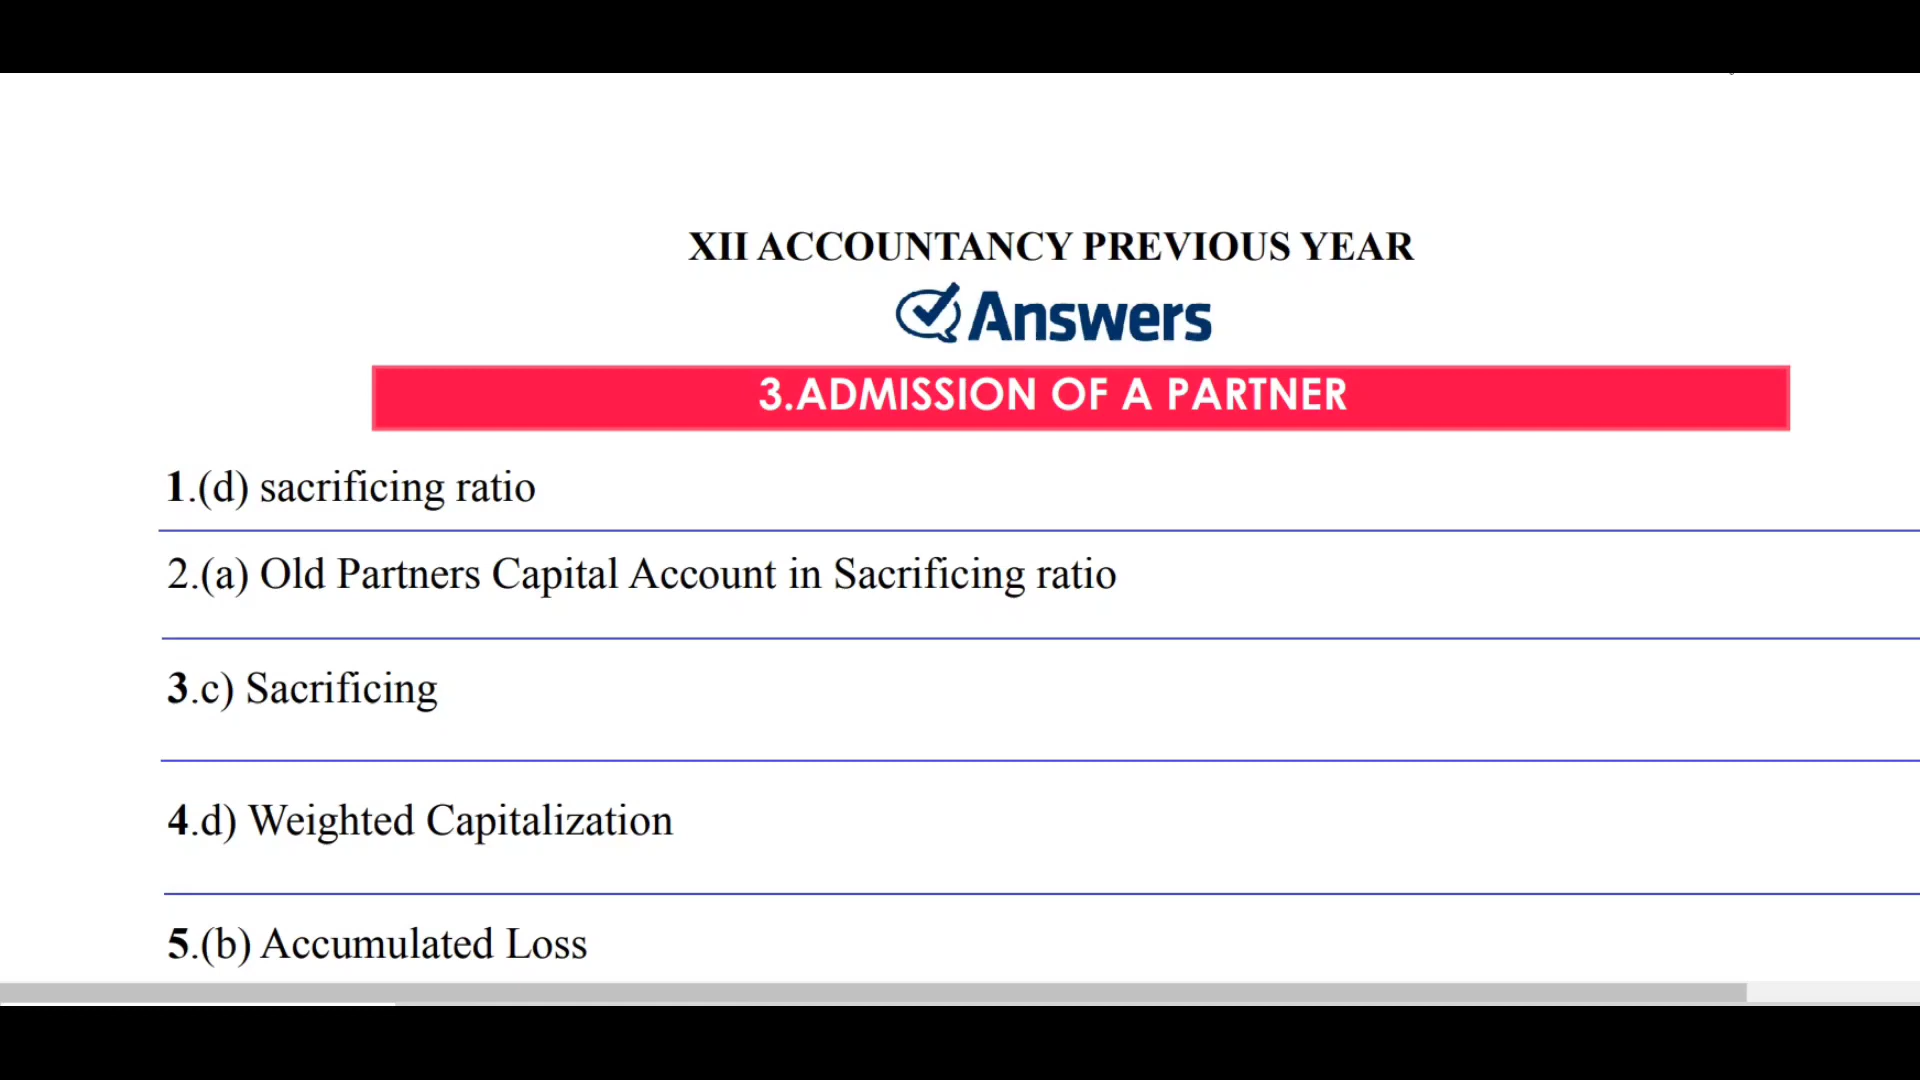 XII ACCOUNTANCY PREVIOUS YEAR
Answers
3.ADMISSION OF A PARTNER
1.(d) sacrificing ratio
2.(a) Old Partners Capital Account in Sacrificing ratio
3.c) Sacrificing
4.d) Weighted Capitalization
5.(b) Accumulated Loss